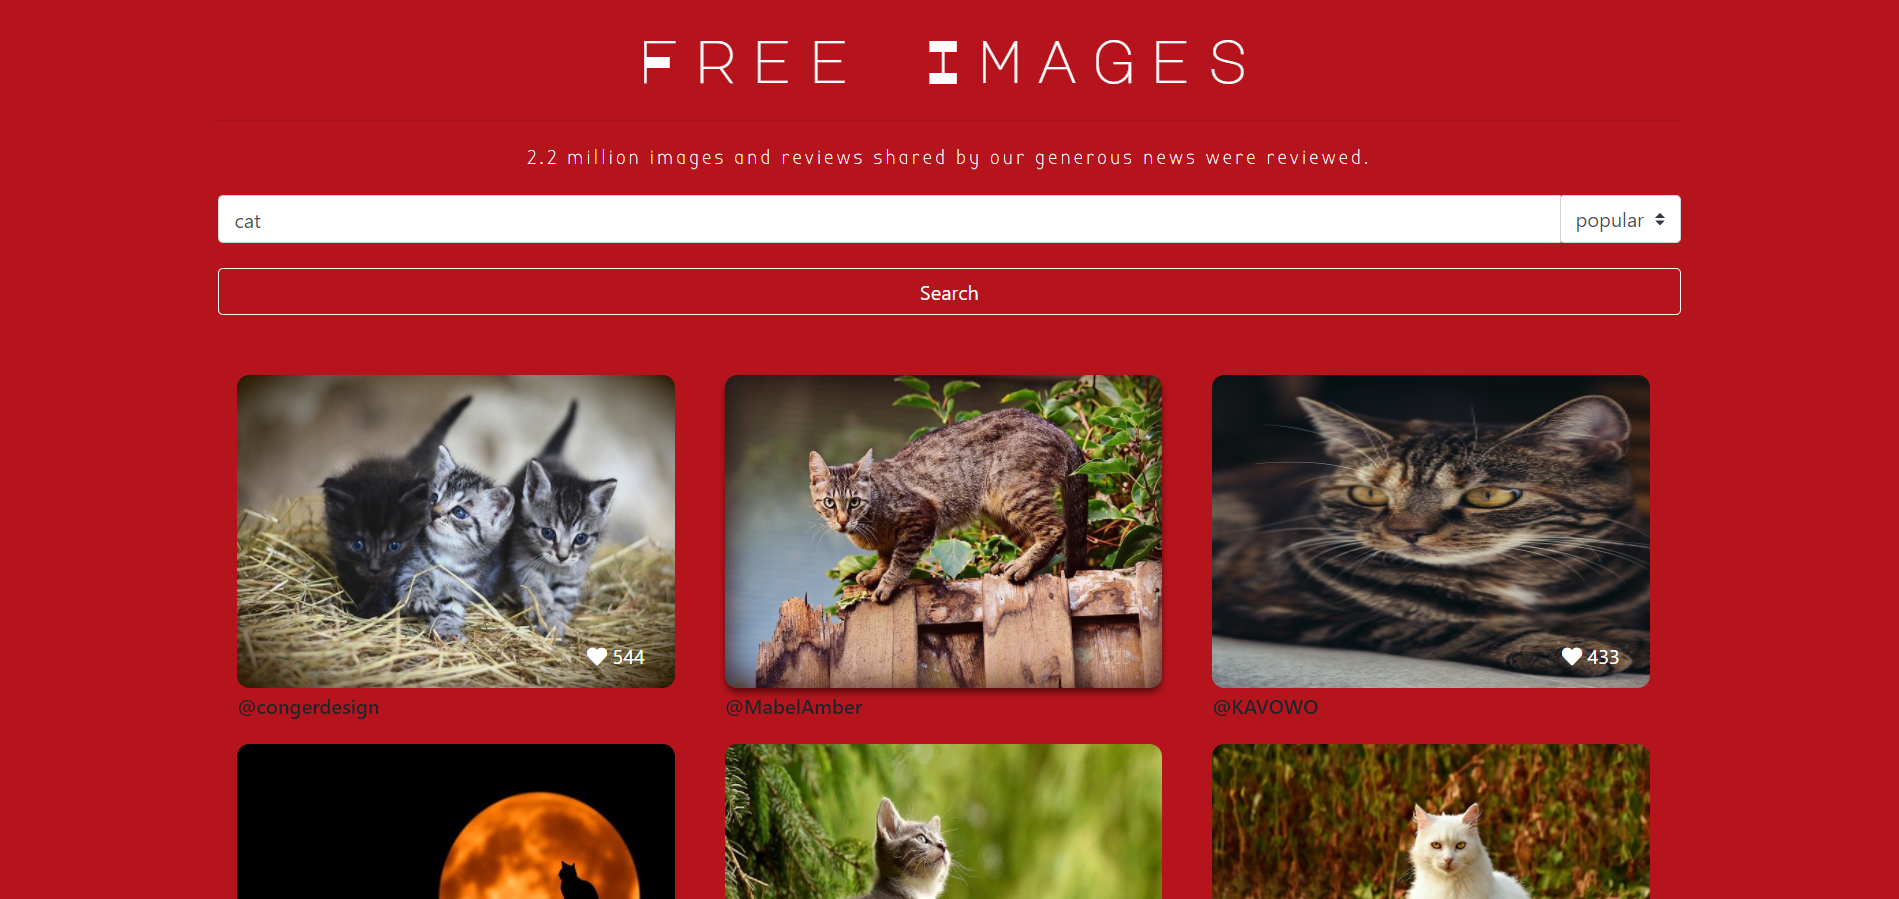 FREE IMAGES
2.2 million images and reviews shared by our generous news were reviewed.
cat
popular
Search
544
433
@congerdesign
@MabelAmber
@KAVOWO